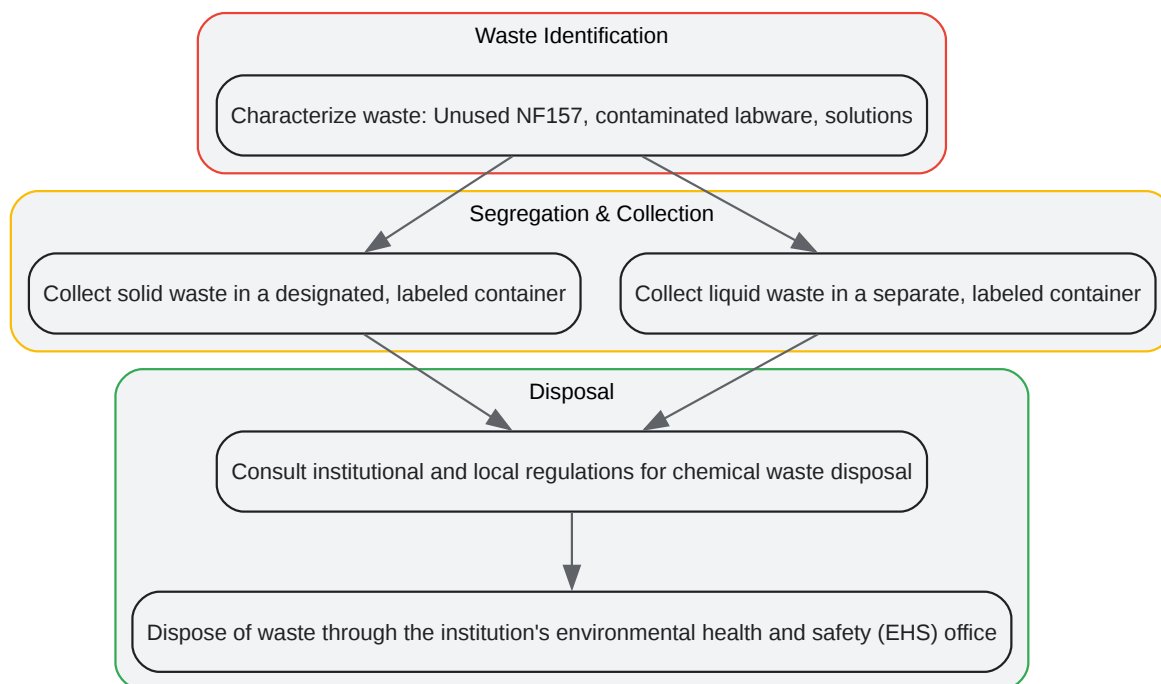 Waste Identification
Characterize waste: Unused NF157, contaminated labware, solutions
Segregation & Collection
Collect solid waste in a designated, labeled container
Collect liquid waste in a separate, labeled container
Disposal
Consult institutional and local regulations for chemical waste disposal
Dispose of waste through the institution's environmental health and safety (EHS) office